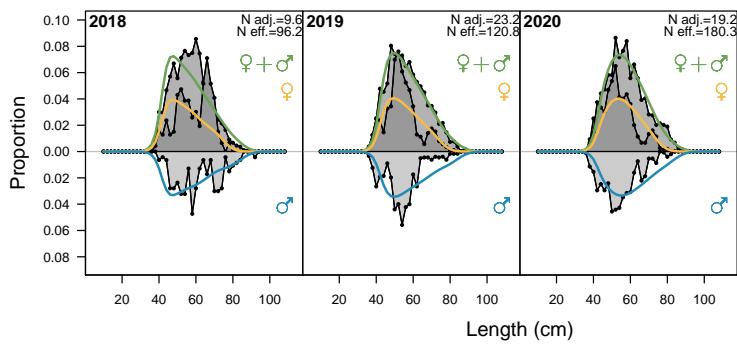 2018
N adj.=9.6
N eff.=96.2
♀+♂
♀
♂
2019
N adj.=23.2
N eff.=120.8
♀+♂
♀
♂
2020
N adj.=19.2
N eff.=180.3
♀+♂
♀
♂
Proportion
0.10
0.08
0.06
0.04
0.02
0.00
0.02
0.04
0.06
0.08
20 40 60 80 100
20 40 60 80 100
20 40 60 80 100
Length (cm)